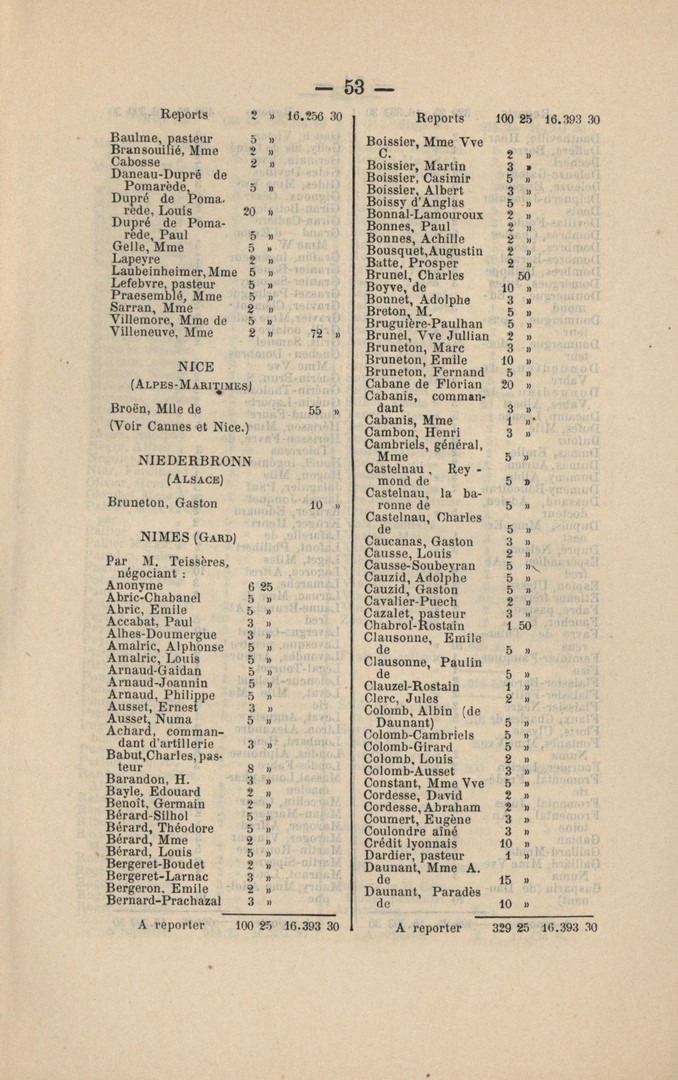 — 53 —
Reports 2 » 16.256 30
Baulme, pasteur 5 »
Bransouilié, Mme 2 »
Cabosse 2 »
Daneau-Dupré de
Pomarède, 5 »
Dupré de Poma-
rède, Louis 20 »
Dupré de Poma-
rède, Paul 5 »
Gelle, Mme 5 »
Lapeyre 2 »
Laubeinheimer, Mme 5 »
Lefebvre, pasteur 5 »
Praesemblé, Mme 5 »
Sarran, Mme 2 »
Villemore, Mme de 5 »
Villeneuve, Mme 2 » 72 »
NICE
(ALPES-MARITIMES)
Broën, Mlle de 55 »
(Voir Cannes et Nice.)
NIEDERBRONN
(ALSACE)
Bruneton, Gaston 10 »
NIMES (GARD)
Par M. Teissères,
négociant :
Anonyme 6 25
Abric-Chabanel 5 »
Abric, Emile 5 »
Accabat, Paul 3 »
Alhes-Doumergue 3 »
Amalric, Alphonse 5 »
Amalric, Louis 5 »
Arnaud-Gaidan 5 »
Arnaud-Joannin 5 »
Arnaud, Philippe 5 »
Ausset, Ernest 3 »
Ausset, Numa 5 »
Achard, comman-
dant d'artillerie 3 »
Babut, Charles, pas-
teur 8 »
Barandon, H. 3 »
Bayle, Edouard 2 »
Benoît, Germain 2 »
Bérard-Silhol 5 »
Bérard, Théodore 5 »
Bérard, Mme 2 »
Bérard, Louis 5 »
Bergeret-Boudet 2 »
Bergeret-Larnac 3 »
Bergeron, Emile 2 »
Bernard-Prachazal 3 »
A reporter 100 25 16.393 30
Reports 100 25 16.393 30
Boissier, Mme Vve
C. 2 »
Boissier, Martin 3 »
Boissier, Casimir 5 »
Boissier, Albert 3 »
Boissy d'Anglas 5 »
Bonnal-Lamouroux 2 »
Bonnes, Paul 2 »
Bonnes, Achille 2 »
Bousquet, Augustin 2 »
Batte, Prosper 2 »
Brunel, Charles 50
Boyve, de 10 »
Bonnet, Adolphe 3 »
Breton, M. 5 »
Bruguière-Paulhan 5 »
Brunel, Vve Jullian 2 »
Bruneton, Marc 3 »
Bruneton, Emile 10 »
Bruneton, Fernand 5 »
Cabane de Florian 20 »
Cabanis, comman-
dant 3 »
Cabanis, Mme 1 »
Cambon, Henri 3 »
Cambriels, général,
Mme 5 »
Castelnau, Rey-
mond de 5 »
Castelnau, la ba-
ronne de 5 »
Castelnau, Charles
de 5 »
Caucanas, Gaston 3 »
Causse, Louis 2 »
Causse-Soubeyran 5 »
Cauzid, Adolphe 5 »
Cauzid, Gaston 5 »
Cavalier-Puech 2 »
Cazalet, pasteur 3 »
Chabrol-Rostain 1 50
Clausonne, Emile
de 5 »
Clausonne, Paulin
de 5 »
Clauzel-Rostain 1 »
Clerc, Jules 2 »
Colomb, Albin (de
Daunant) 5 »
Colomb-Cambriels 5 »
Colomb-Girard 5 »
Colomb, Louis 2 »
Colomb-Ausset 3 »
Constant, Mme Vve 5 »
Cordesse, David 2 »
Cordesse, Abraham 2 »
Coumert, Eugène 3 »
Coulondre aîné 3 »
Crédit lyonnais 10 »
Dardier, pasteur 1 »
Daunant, Mme A.
de 15 »
Daunant, Paradès
de 10 »
A reporter 329 25 16.393 30